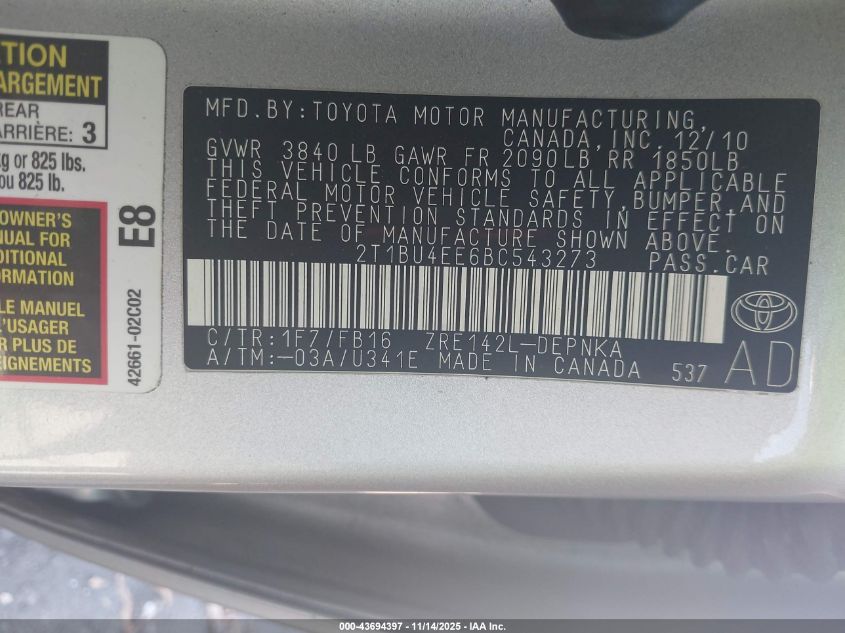 TION
ARGEMENT
REAR
ARRIÈRE: 3
g or 825 lbs.
ou 825 lb.
OWNER'S
NUAL FOR
DITIONAL
ORMATION
LE MANUEL
L'USAGER
R PLUS DE
EIGNEMENTS
E8
42661-02C02
MFD.BY:TOYOTA MOTOR MANUFACTURING,
CANADA,INC. 12/10
GVWR 3840 LB GAWR FR 2090LB RR 1850LB
THIS VEHICLE CONFORMS TO ALL APPLICABLE
FEDERAL MOTOR VEHICLE SAFETY,BUMPER,AND
THEFT PREVENTION STANDARDS IN EFFECT ON
THE DATE OF MANUFACTURE SHOWN ABOVE.
2T1BU4EE6BC543273 PASS.CAR
C/TR:1F7/FB16 ZRE142L-DEPNKA
A/TM:-03A/U341E MADE IN CANADA 537 AD
000-43694397 - 11/14/2025 - IAA Inc.